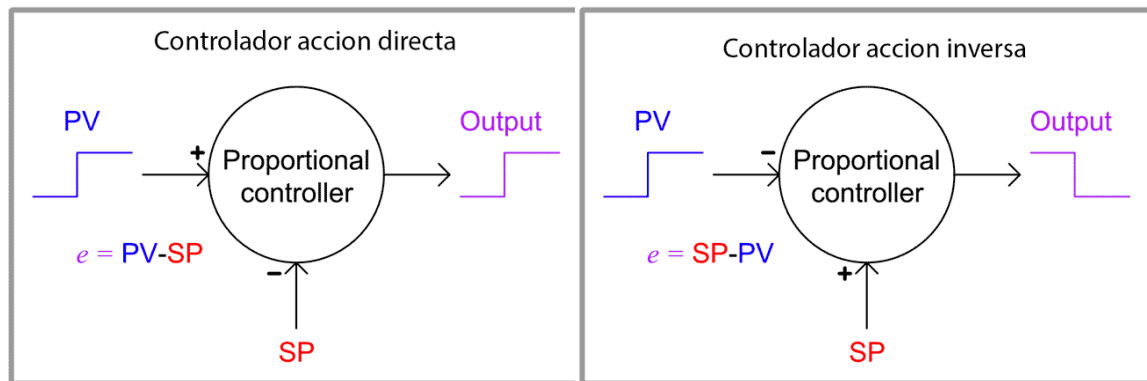 Controlador accion directa
PV
Output
+
Proportional
controller
e = PV-SP
−
SP
Controlador accion inversa
PV
Output
−
Proportional
controller
e = SP-PV
+
SP